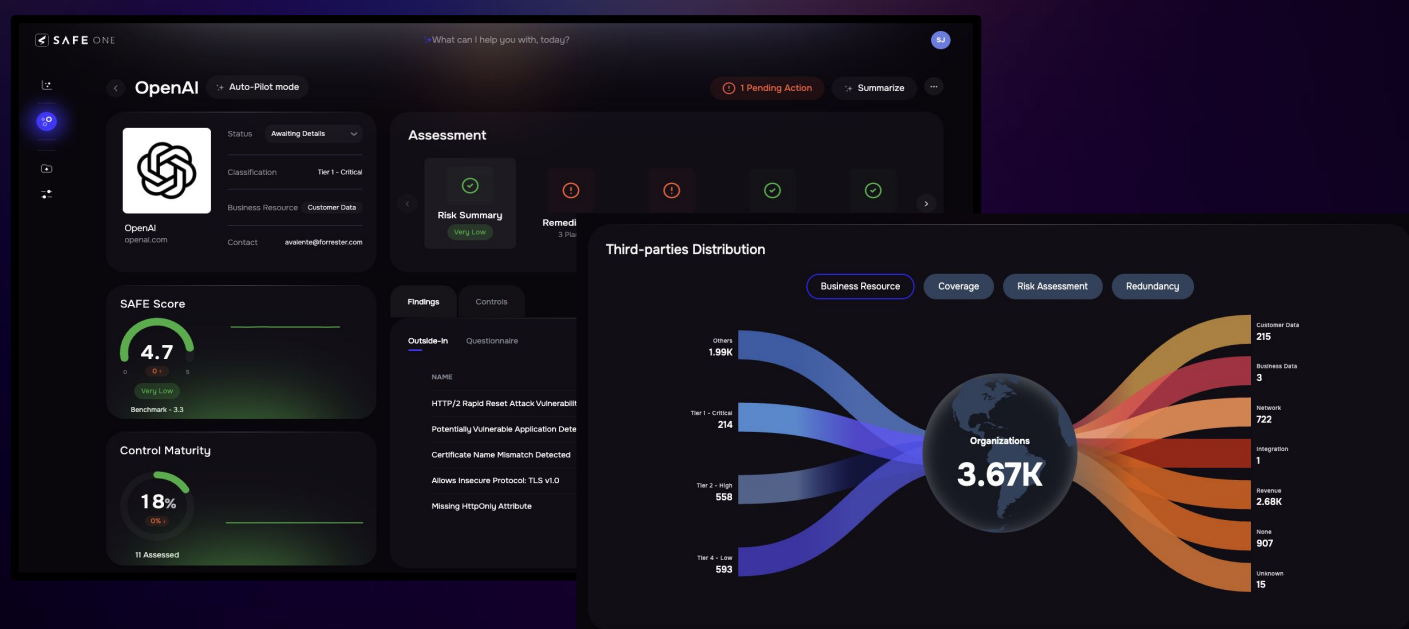 SAFE ONE
What can I help you with, today?
SJ
OpenAI
Auto-Pilot mode
1 Pending Action
Summarize
OpenAI
openai.com
Status Awaiting Details
Classification Tier 1 - Critical
Business Resource Customer Data
Contact avalente@forrester.com
Assessment
Risk Summary
Very Low
Remedi
3 Pla
SAFE Score
4.7
0 0 5
Very Low
Benchmark - 3.3
Control Maturity
18%
0%
11 Assessed
Findings Controls
Outside-In Questionnaire
NAME
HTTP/2 Rapid Reset Attack Vulnerabilit
Potentially Vulnerable Application Dete
Certificate Name Mismatch Detected
Allows Insecure Protocol: TLS v1.0
Missing HttpOnly Attribute
Third-parties Distribution
Business Resource Coverage Risk Assessment Redundancy
Others
1.99K
Tier 1 - Critical
214
Tier 2 - High
558
Tier 4 - Low
593
Organizations
3.67K
Customer Data
215
Business Data
3
Network
722
Integration
1
Revenue
2.68K
None
907
Unknown
15